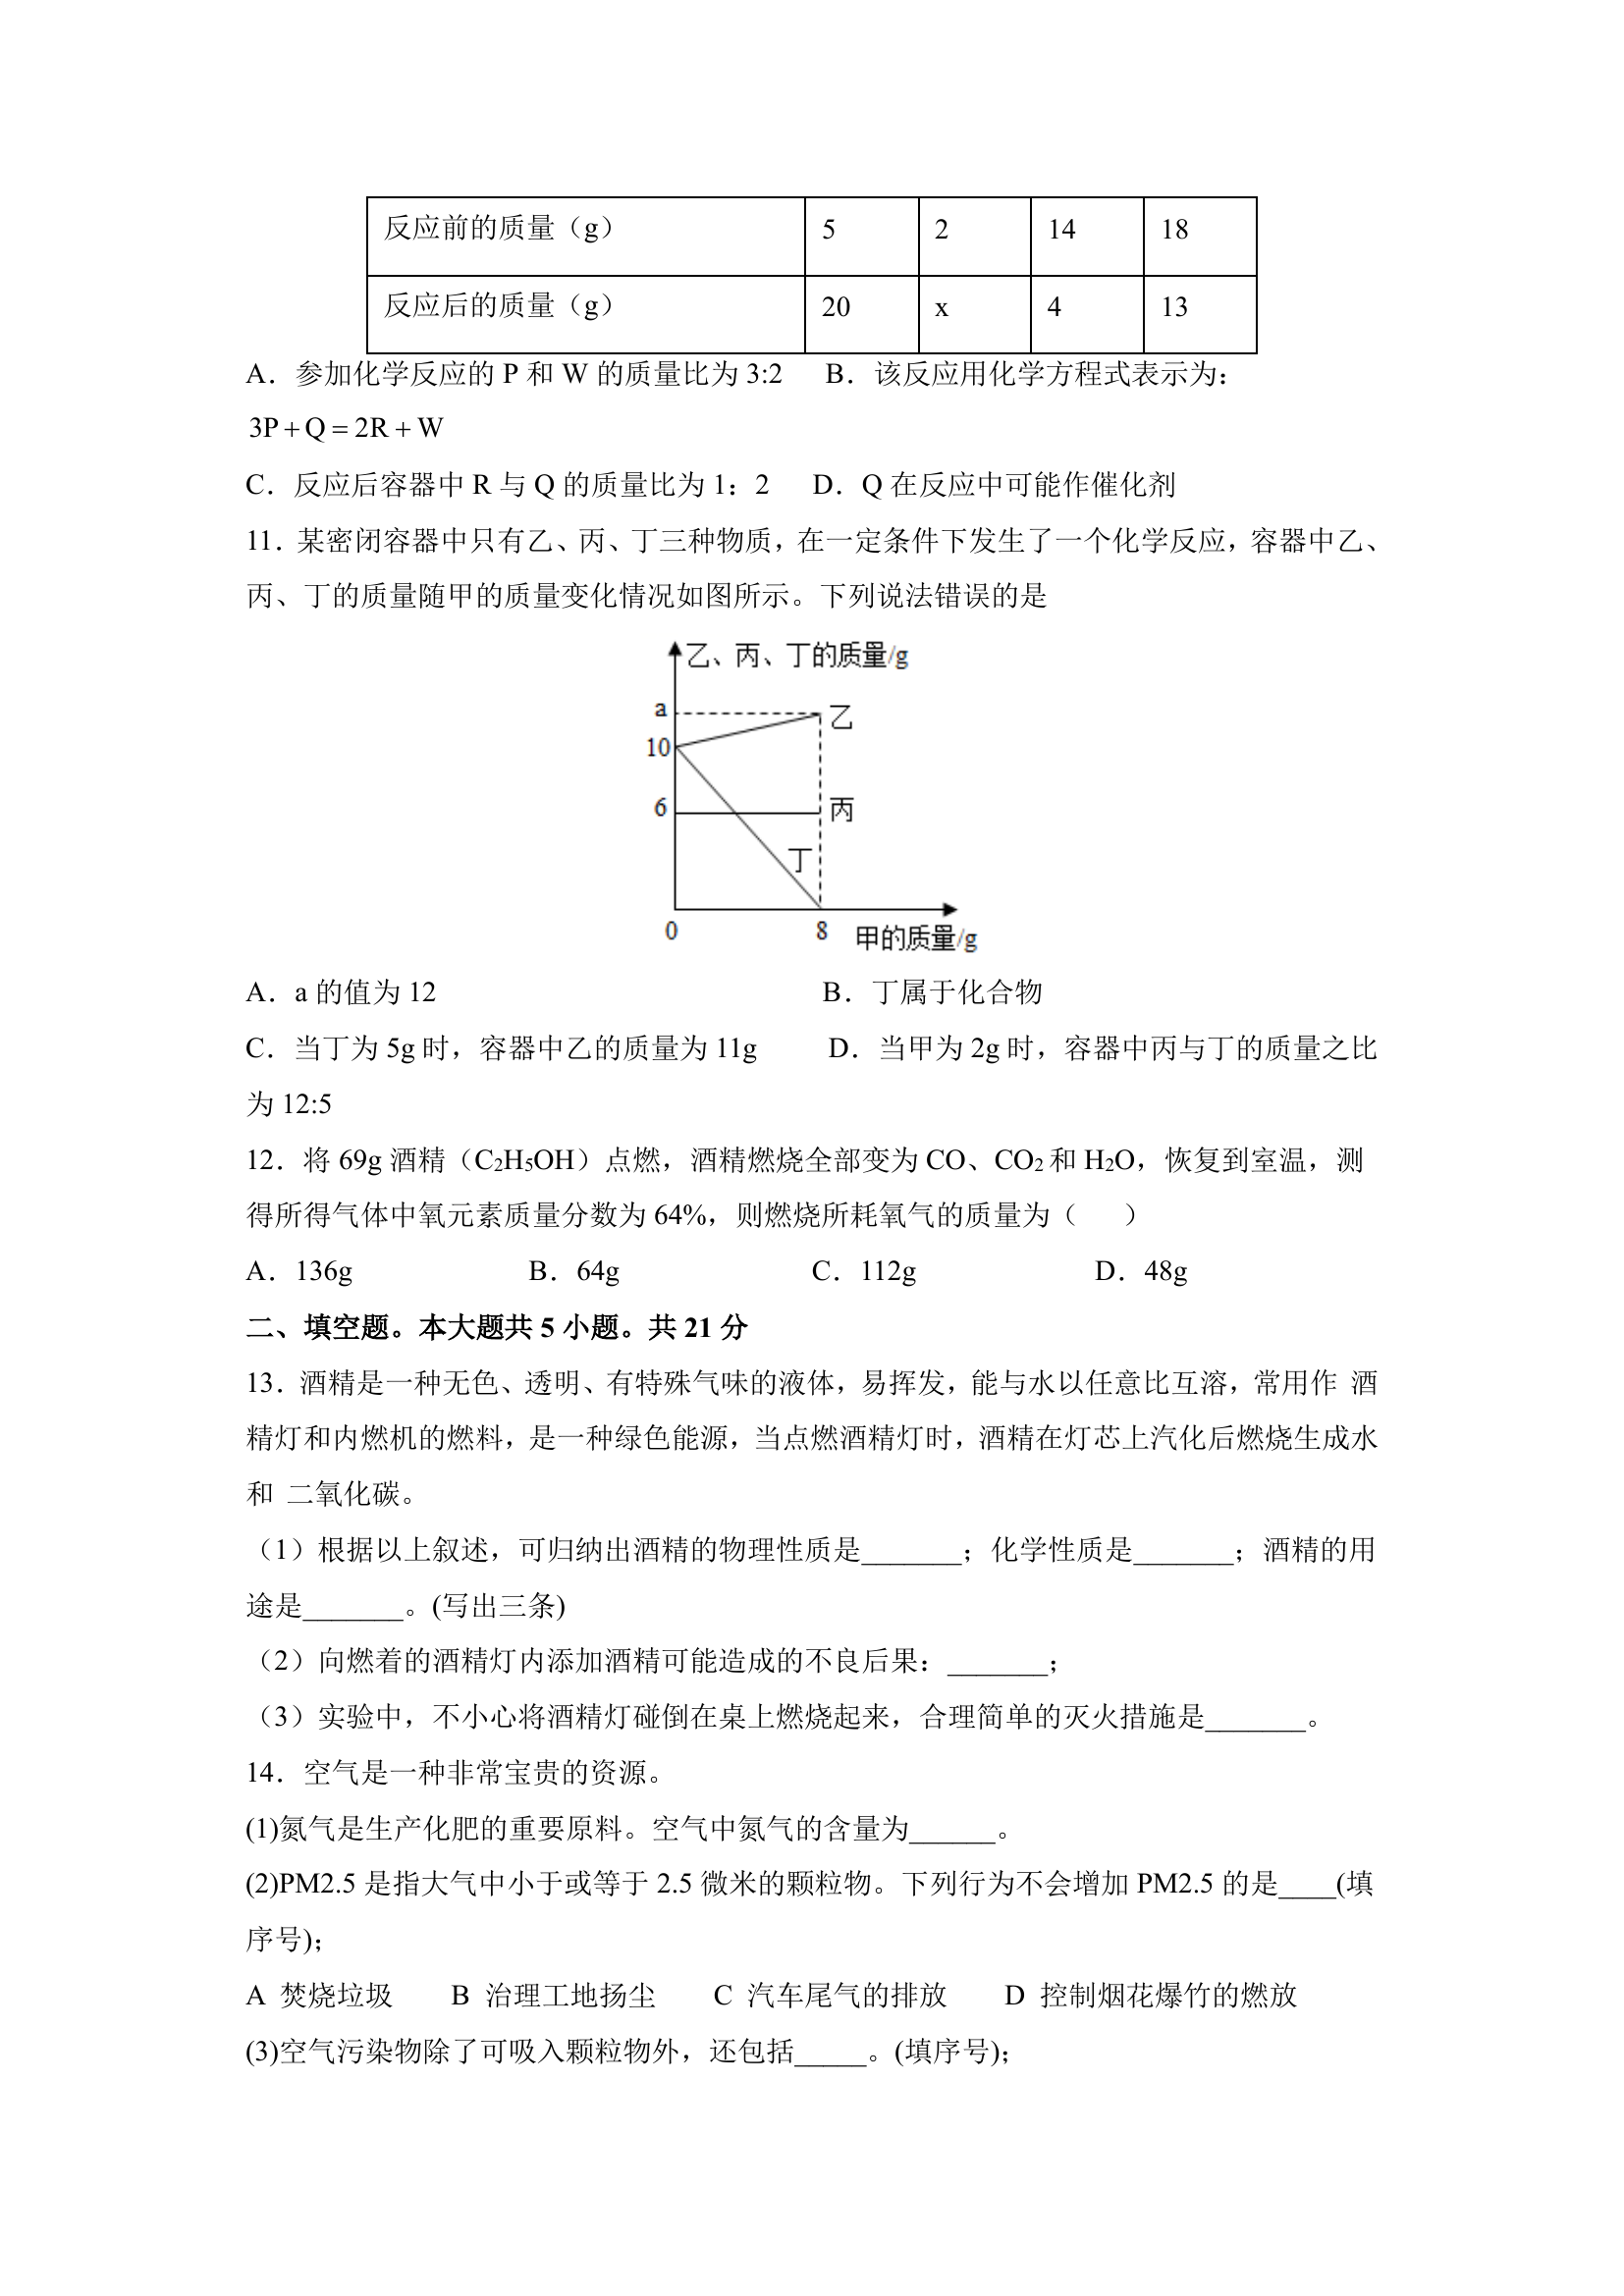 反应前的质量（g） 5 2 14 18
反应后的质量（g） 20 x 4 13
A．参加化学反应的 P 和 W 的质量比为 3:2 B．该反应用化学方程式表示为：
3P+Q=2R+W
C．反应后容器中 R 与 Q 的质量比为 1：2 D．Q 在反应中可能作催化剂
11．某密闭容器中只有乙、丙、丁三种物质，在一定条件下发生了一个化学反应，容器中乙、
丙、丁的质量随甲的质量变化情况如图所示。下列说法错误的是
乙、丙、丁的质量/g
a
乙
10
6
丙
丁
0 8 甲的质量/g
A．a 的值为 12 B．丁属于化合物
C．当丁为 5g 时，容器中乙的质量为 11g D．当甲为 2g 时，容器中丙与丁的质量之比
为 12:5
12．将 69g 酒精（C₂H₅OH）点燃，酒精燃烧全部变为 CO、CO₂ 和 H₂O，恢复到室温，测
得所得气体中氧元素质量分数为 64%，则燃烧所耗氧气的质量为（ ）
A．136g B．64g C．112g D．48g
二、填空题。本大题共 5 小题。共 21 分
13．酒精是一种无色、透明、有特殊气味的液体，易挥发，能与水以任意比互溶，常用作 酒
精灯和内燃机的燃料，是一种绿色能源，当点燃酒精灯时，酒精在灯芯上汽化后燃烧生成水
和 二氧化碳。
（1）根据以上叙述，可归纳出酒精的物理性质是_______；化学性质是_______；酒精的用
途是_______。(写出三条)
（2）向燃着的酒精灯内添加酒精可能造成的不良后果：_______；
（3）实验中，不小心将酒精灯碰倒在桌上燃烧起来，合理简单的灭火措施是_______。
14．空气是一种非常宝贵的资源。
(1)氮气是生产化肥的重要原料。空气中氮气的含量为______。
(2)PM2.5 是指大气中小于或等于 2.5 微米的颗粒物。下列行为不会增加 PM2.5 的是____(填
序号)；
A 焚烧垃圾 B 治理工地扬尘 C 汽车尾气的排放 D 控制烟花爆竹的燃放
(3)空气污染物除了可吸入颗粒物外，还包括_____。(填序号)；